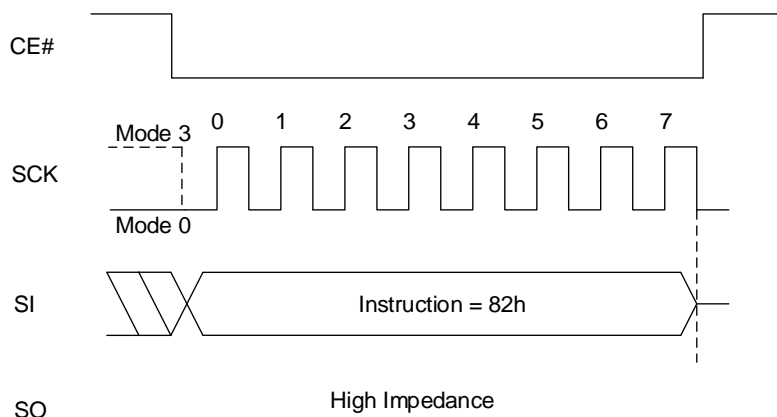 CE#
Mode 3
0 1 2 3 4 5 6 7
SCK
Mode 0
SI
Instruction = 82h
SO
High Impedance